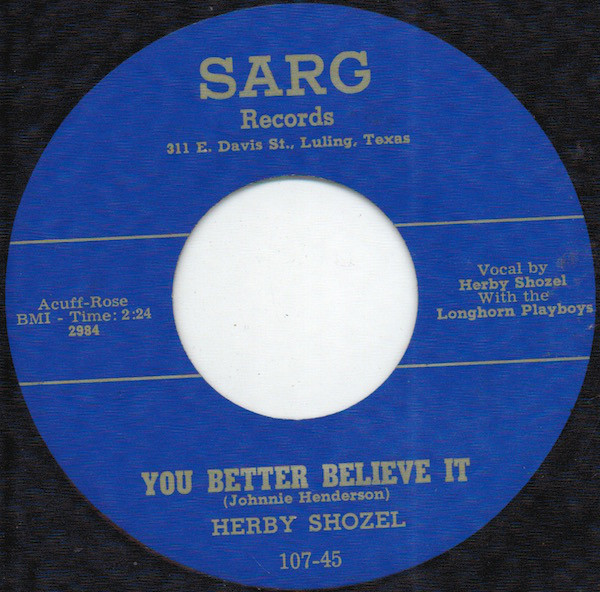 SARG
Records
311 E. Davis St., Luling, Texas
Acuff-Rose
BMI - Time: 2:24
2984
Vocal by
Herby Shozel
With the
Longhorn Playboys
YOU BETTER BELIEVE IT
(Johnnie Henderson)
HERBY SHOZEL
107-45